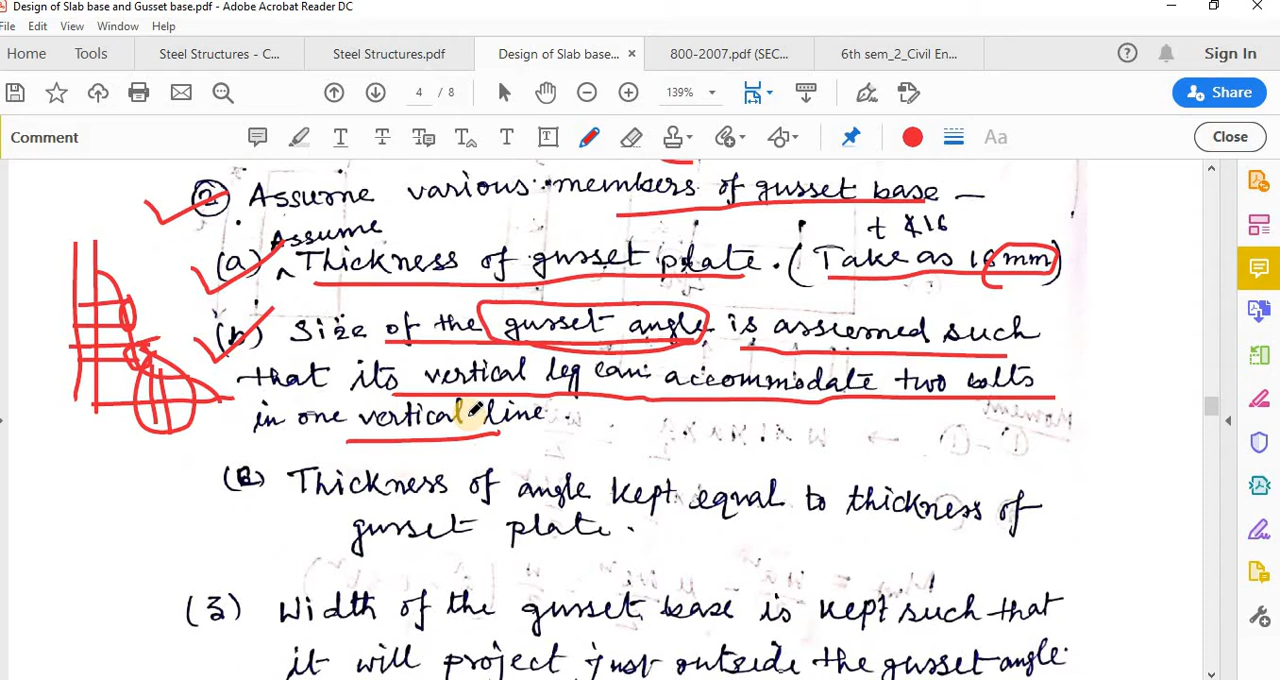 Design of Slab base and Gusset base.pdf - Adobe Acrobat Reader DC
File Edit View Window Help
Home Tools Steel Structures - C... Steel Structures.pdf Design of Slab base... × 800-2007.pdf (SEC... 6th sem_2_Civil En... Sign In
4 / 8 139% Share
Comment Aa Close
② Assume various members of gusset base —
Assume t ≮ 16
(a) ^ Thickness of gusset plate. (Take as 16 mm)
(b) Size of the gusset angle is assumed such
that its vertical leg can accommodate two bolts
in one vertical line.
Thickness of angle kept equal to thickness of
gusset plate.
(3) Width of the gusset base is kept such that
it will project just outside the gusset angle.